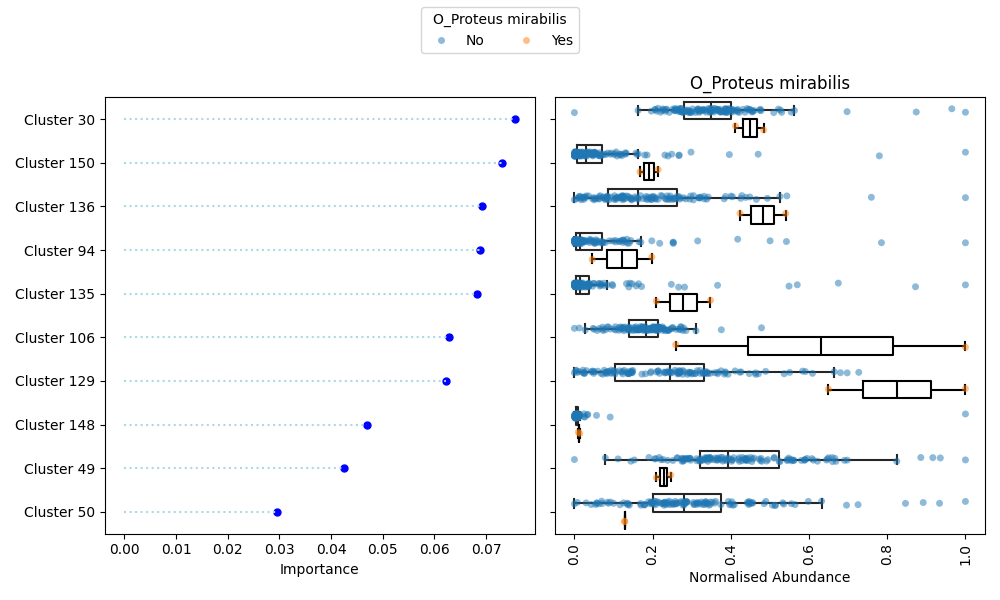 O_Proteus mirabilis
No Yes
O_Proteus mirabilis
Cluster 30
Cluster 150
Cluster 136
Cluster 94
Cluster 135
Cluster 106
Cluster 129
Cluster 148
Cluster 49
Cluster 50
0.00 0.01 0.02 0.03 0.04 0.05 0.06 0.07
Importance
0.0 0.2 0.4 0.6 0.8 1.0
Normalised Abundance